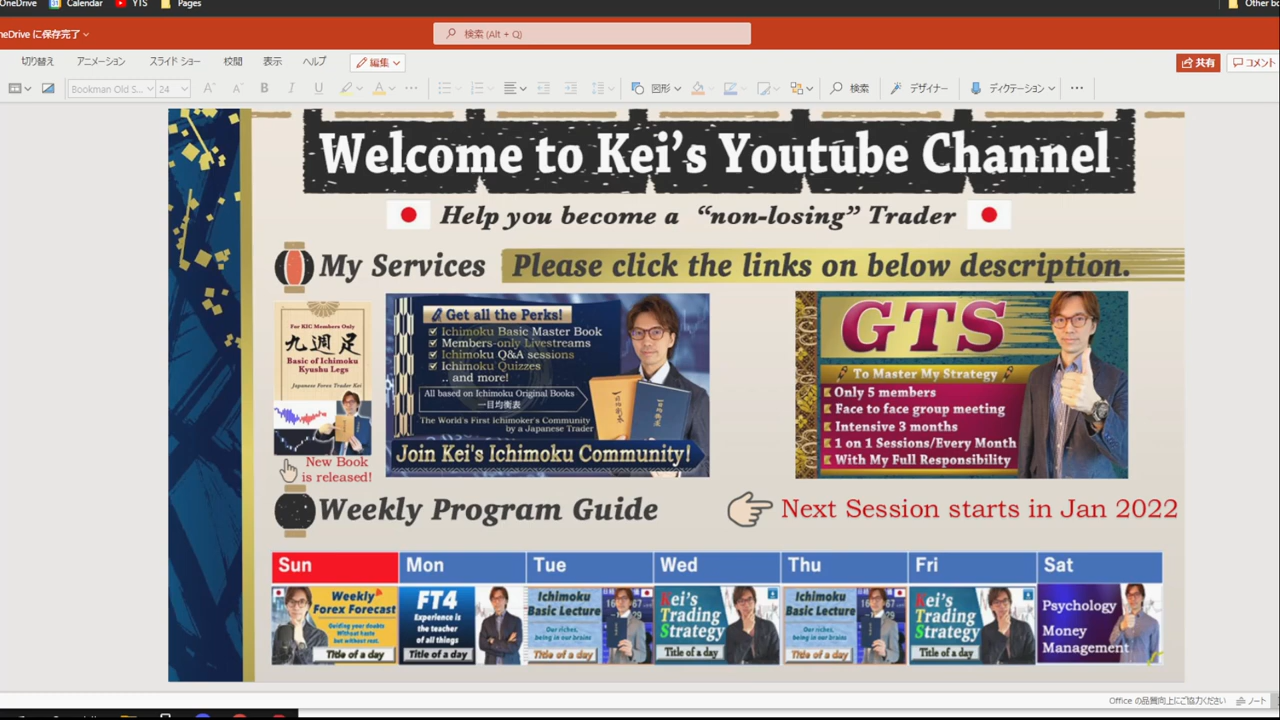 OneDrive
Calendar
YTS
Pages
Other bo
neDrive に保存完了
検索 (Alt + Q)
切り替え アニメーション スライド ショー 校閲 表示 ヘルプ 編集
共有
コメント
Bookman Old S... 24
B I U A
図形
検索
デザイナー
ディクテーション
Welcome to Kei's Youtube Channel
Help you become a “non-losing” Trader
My Services
Please click the links on below description.
For KIC Members Only
九週足
Basic of Ichimoku
Kyushu Legs
Japanese Forex Trader Kei
New Book
is released!
Get all the Perks!
Ichimoku Basic Master Book
Members-only Livestreams
Ichimoku Q&A sessions
Ichimoku Quizzes
.. and more!
All based on Ichimoku Original Books
一目均衡表
The World's First Ichimoker's Community
by a Japanese Trader
Join Kei's Ichimoku Community!
GTS
To Master My Strategy
Only 5 members
Face to face group meeting
Intensive 3 months
1 on 1 Sessions/Every Month
With My Full Responsibility
Weekly Program Guide
Next Session starts in Jan 2022
Sun Mon Tue Wed Thu Fri Sat
Weekly
Forex Forecast
Guiding your doubts
Without haste
but without rest.
Title of a day
FT4
Experience is
the teacher
of all things
Title of a day
Ichimoku
Basic Lecture
Our riches,
being in our brains
Title of a day
Kei's
Trading
Strategy
Title of a day
Ichimoku
Basic Lecture
Our riches,
being in our brains
Title of a day
Kei's
Trading
Strategy
Title of a day
Psychology
Money
Management
Office の品質向上にご協力ください
ノート